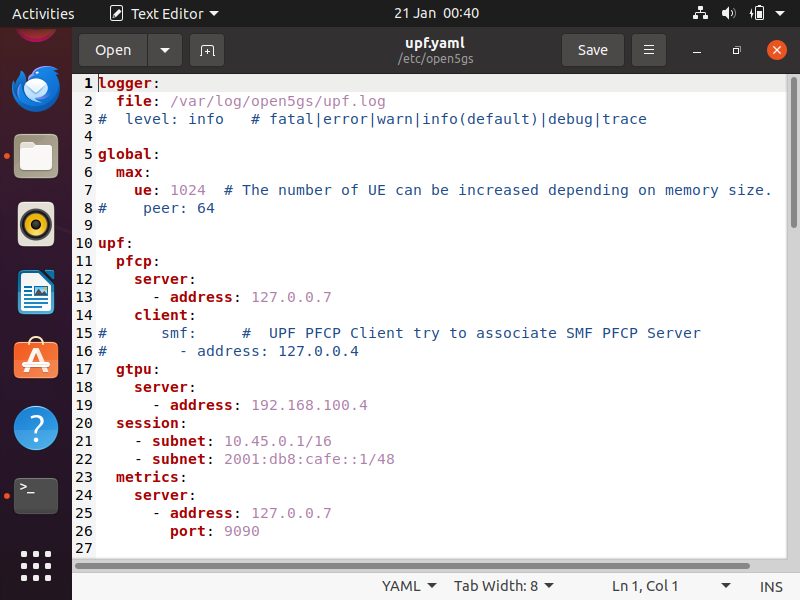 Activities Text Editor 21 Jan 00:40
Open upf.yaml Save
/etc/open5gs
1 logger:
2   file: /var/log/open5gs/upf.log
3 #  level: info   # fatal|error|warn|info(default)|debug|trace
4
5 global:
6   max:
7     ue: 1024  # The number of UE can be increased depending on memory size.
8 #    peer: 64
9
10 upf:
11   pfcp:
12     server:
13       - address: 127.0.0.7
14     client:
15 #      smf:     #  UPF PFCP Client try to associate SMF PFCP Server
16 #        - address: 127.0.0.4
17   gtpu:
18     server:
19       - address: 192.168.100.4
20   session:
21     - subnet: 10.45.0.1/16
22     - subnet: 2001:db8:cafe::1/48
23   metrics:
24     server:
25       - address: 127.0.0.7
26         port: 9090
27
>_
YAML Tab Width: 8 Ln 1, Col 1 INS